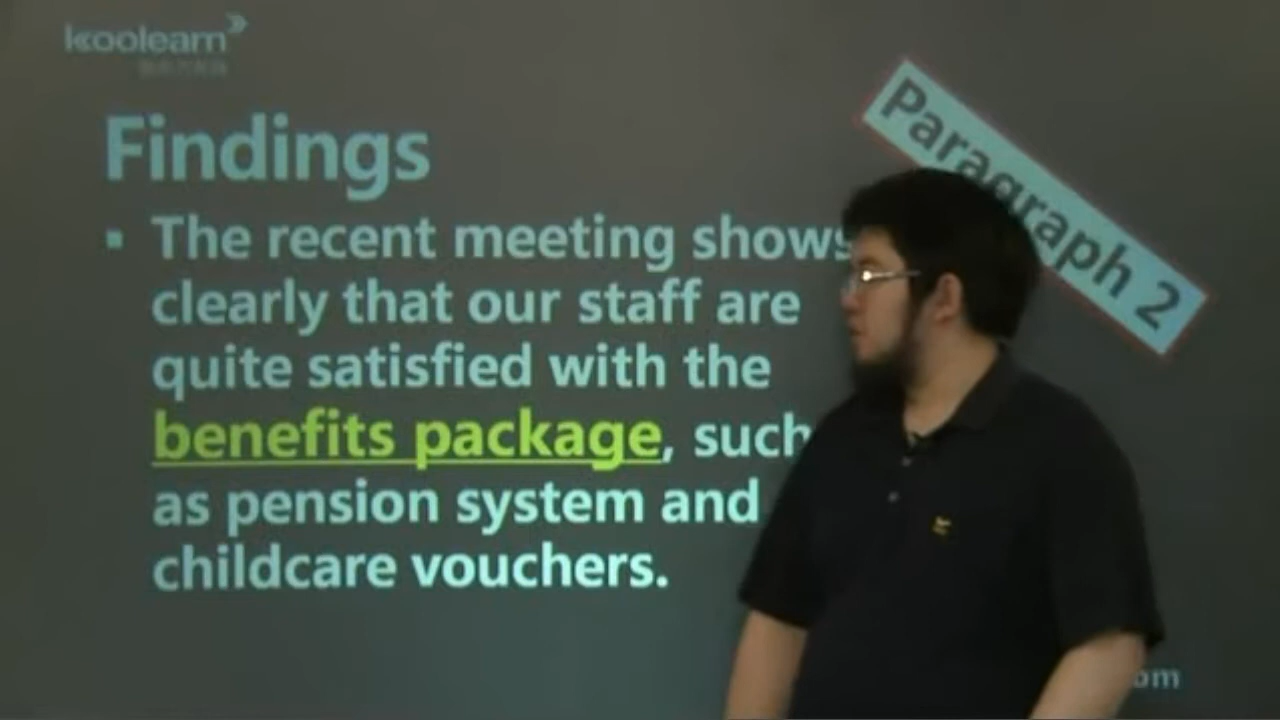 koolearn
Paragraph 2
Findings
The recent meeting shows
clearly that our staff are
quite satisfied with the
benefits package, such
as pension system and
childcare vouchers.
om